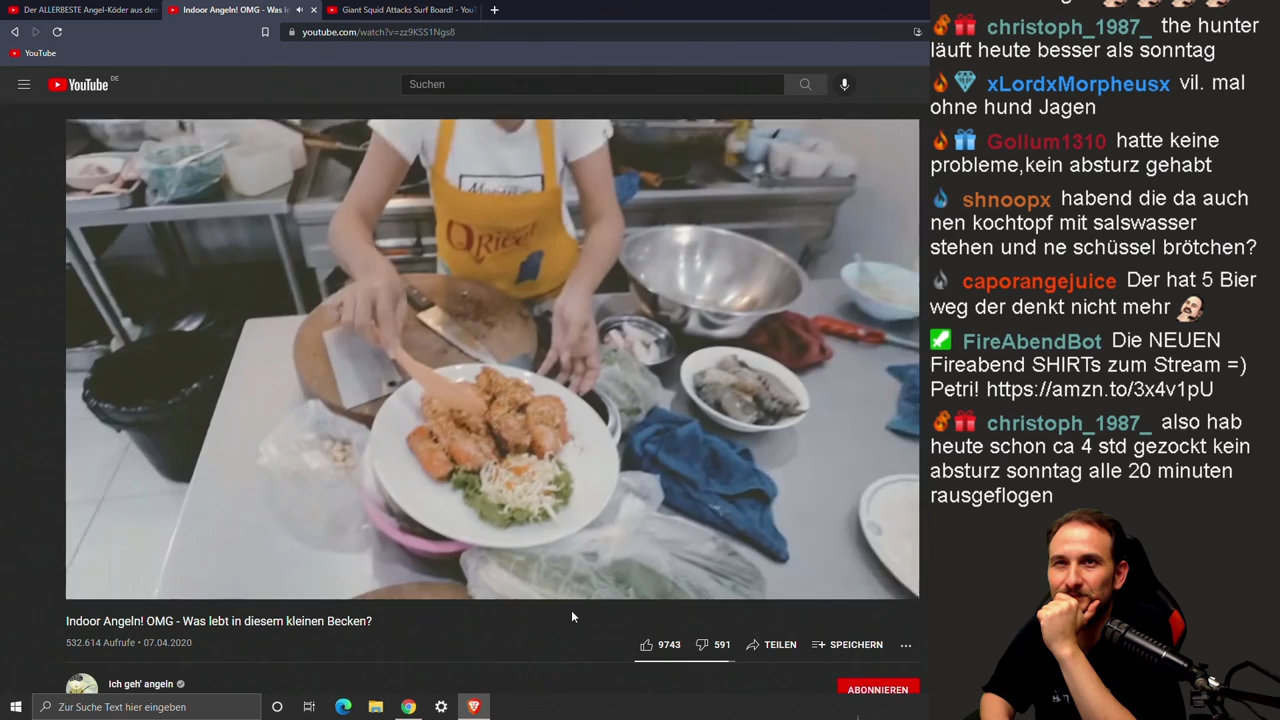 Der ALLERBESTE Angel-Köder aus dem
Indoor Angeln! OMG - Was le
Giant Squid Attacks Surf Board! - YouT
youtube.com/watch?v=zz9KSS1Ngs8
YouTube
YouTube DE
Suchen
QRicel
Indoor Angeln! OMG - Was lebt in diesem kleinen Becken?
532.614 Aufrufe • 07.04.2020
9743
591
TEILEN
SPEICHERN
Ich geh' angeln
ABONNIEREN
Zur Suche Text hier eingeben
christoph_1987_ the hunter
läuft heute besser als sonntag
xLordxMorpheusx vil. mal
ohne hund Jagen
Gollum1310 hatte keine
probleme,kein absturz gehabt
shnoopx habend die da auch
nen kochtopf mit salswasser
stehen und ne schüssel brötchen?
caporangejuice Der hat 5 Bier
weg der denkt nicht mehr
FireAbendBot Die NEUEN
Fireabend SHIRTs zum Stream =)
Petri! https://amzn.to/3x4v1pU
christoph_1987_ also hab
heute schon ca 4 std gezockt kein
absturz sonntag alle 20 minuten
rausgeflogen